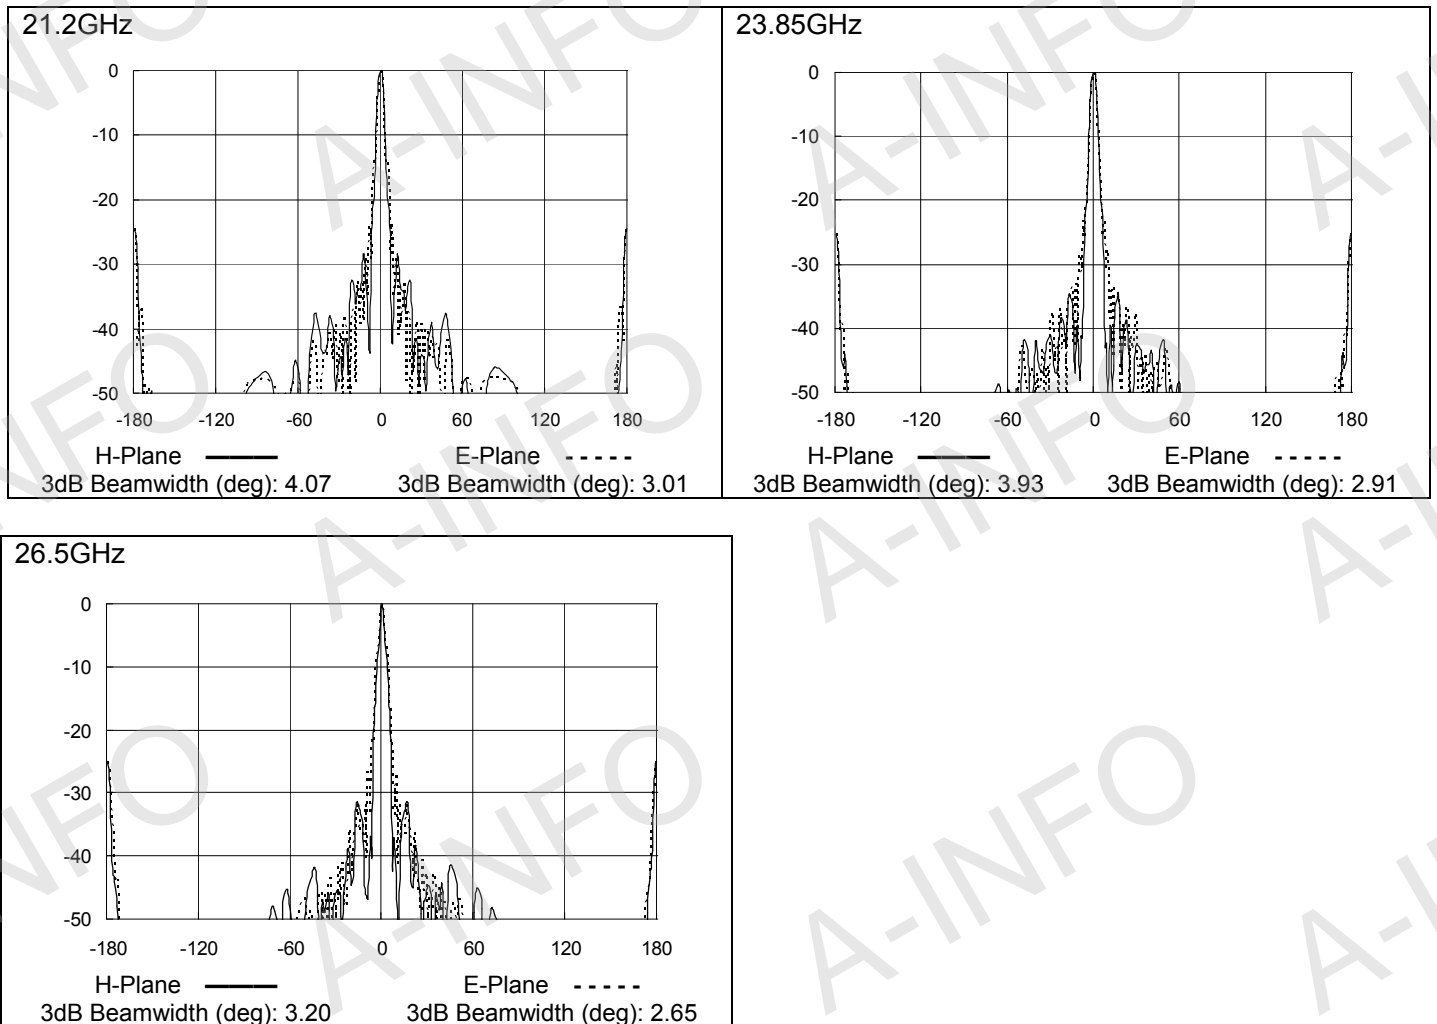 21.2GHz
0
-10
-20
-30
-40
-50
-180 -120 -60 0 60 120 180
H-Plane E-Plane
3dB Beamwidth (deg): 4.07 3dB Beamwidth (deg): 3.01
23.85GHz
0
-10
-20
-30
-40
-50
-180 -120 -60 0 60 120 180
H-Plane E-Plane
3dB Beamwidth (deg): 3.93 3dB Beamwidth (deg): 2.91
26.5GHz
0
-10
-20
-30
-40
-50
-180 -120 -60 0 60 120 180
H-Plane E-Plane
3dB Beamwidth (deg): 3.20 3dB Beamwidth (deg): 2.65
A-INFO
A-INFO
A-INFO
A-INFO
A-INFO